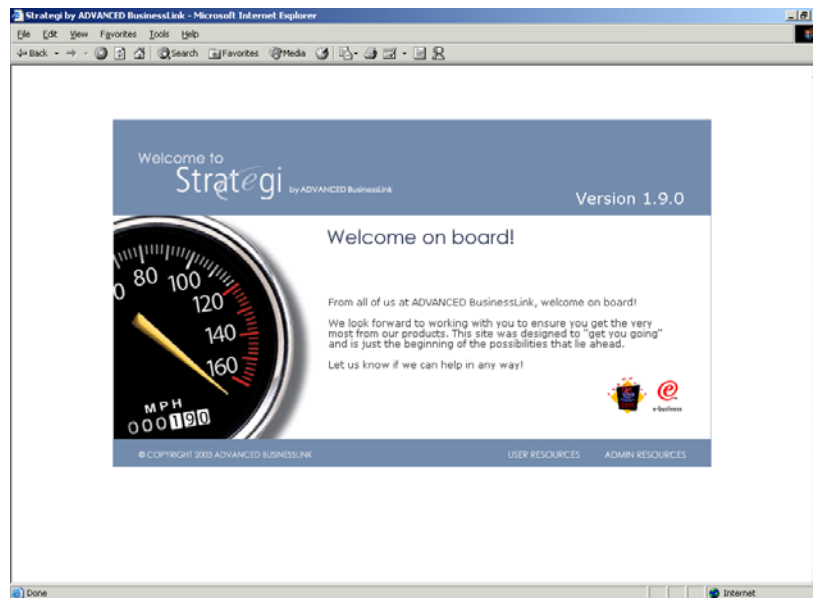 Strategi by ADVANCED BusinessLink - Microsoft Internet Explorer
File Edit View Favorites Tools Help
Back Search Favorites Media
Welcome to
Strategi by ADVANCED BusinessLink
Version 1.9.0
Welcome on board!
80 100
0 120
140
160
From all of us at ADVANCED BusinessLink, welcome on board!
We look forward to working with you to ensure you get the very
most from our products. This site was designed to "get you going"
and is just the beginning of the possibilities that lie ahead.
Let us know if we can help in any way!
MPH
000190
e
e-business
© COPYRIGHT 2003 ADVANCED BUSINESSLINK USER RESOURCES ADMIN RESOURCES
Done Internet